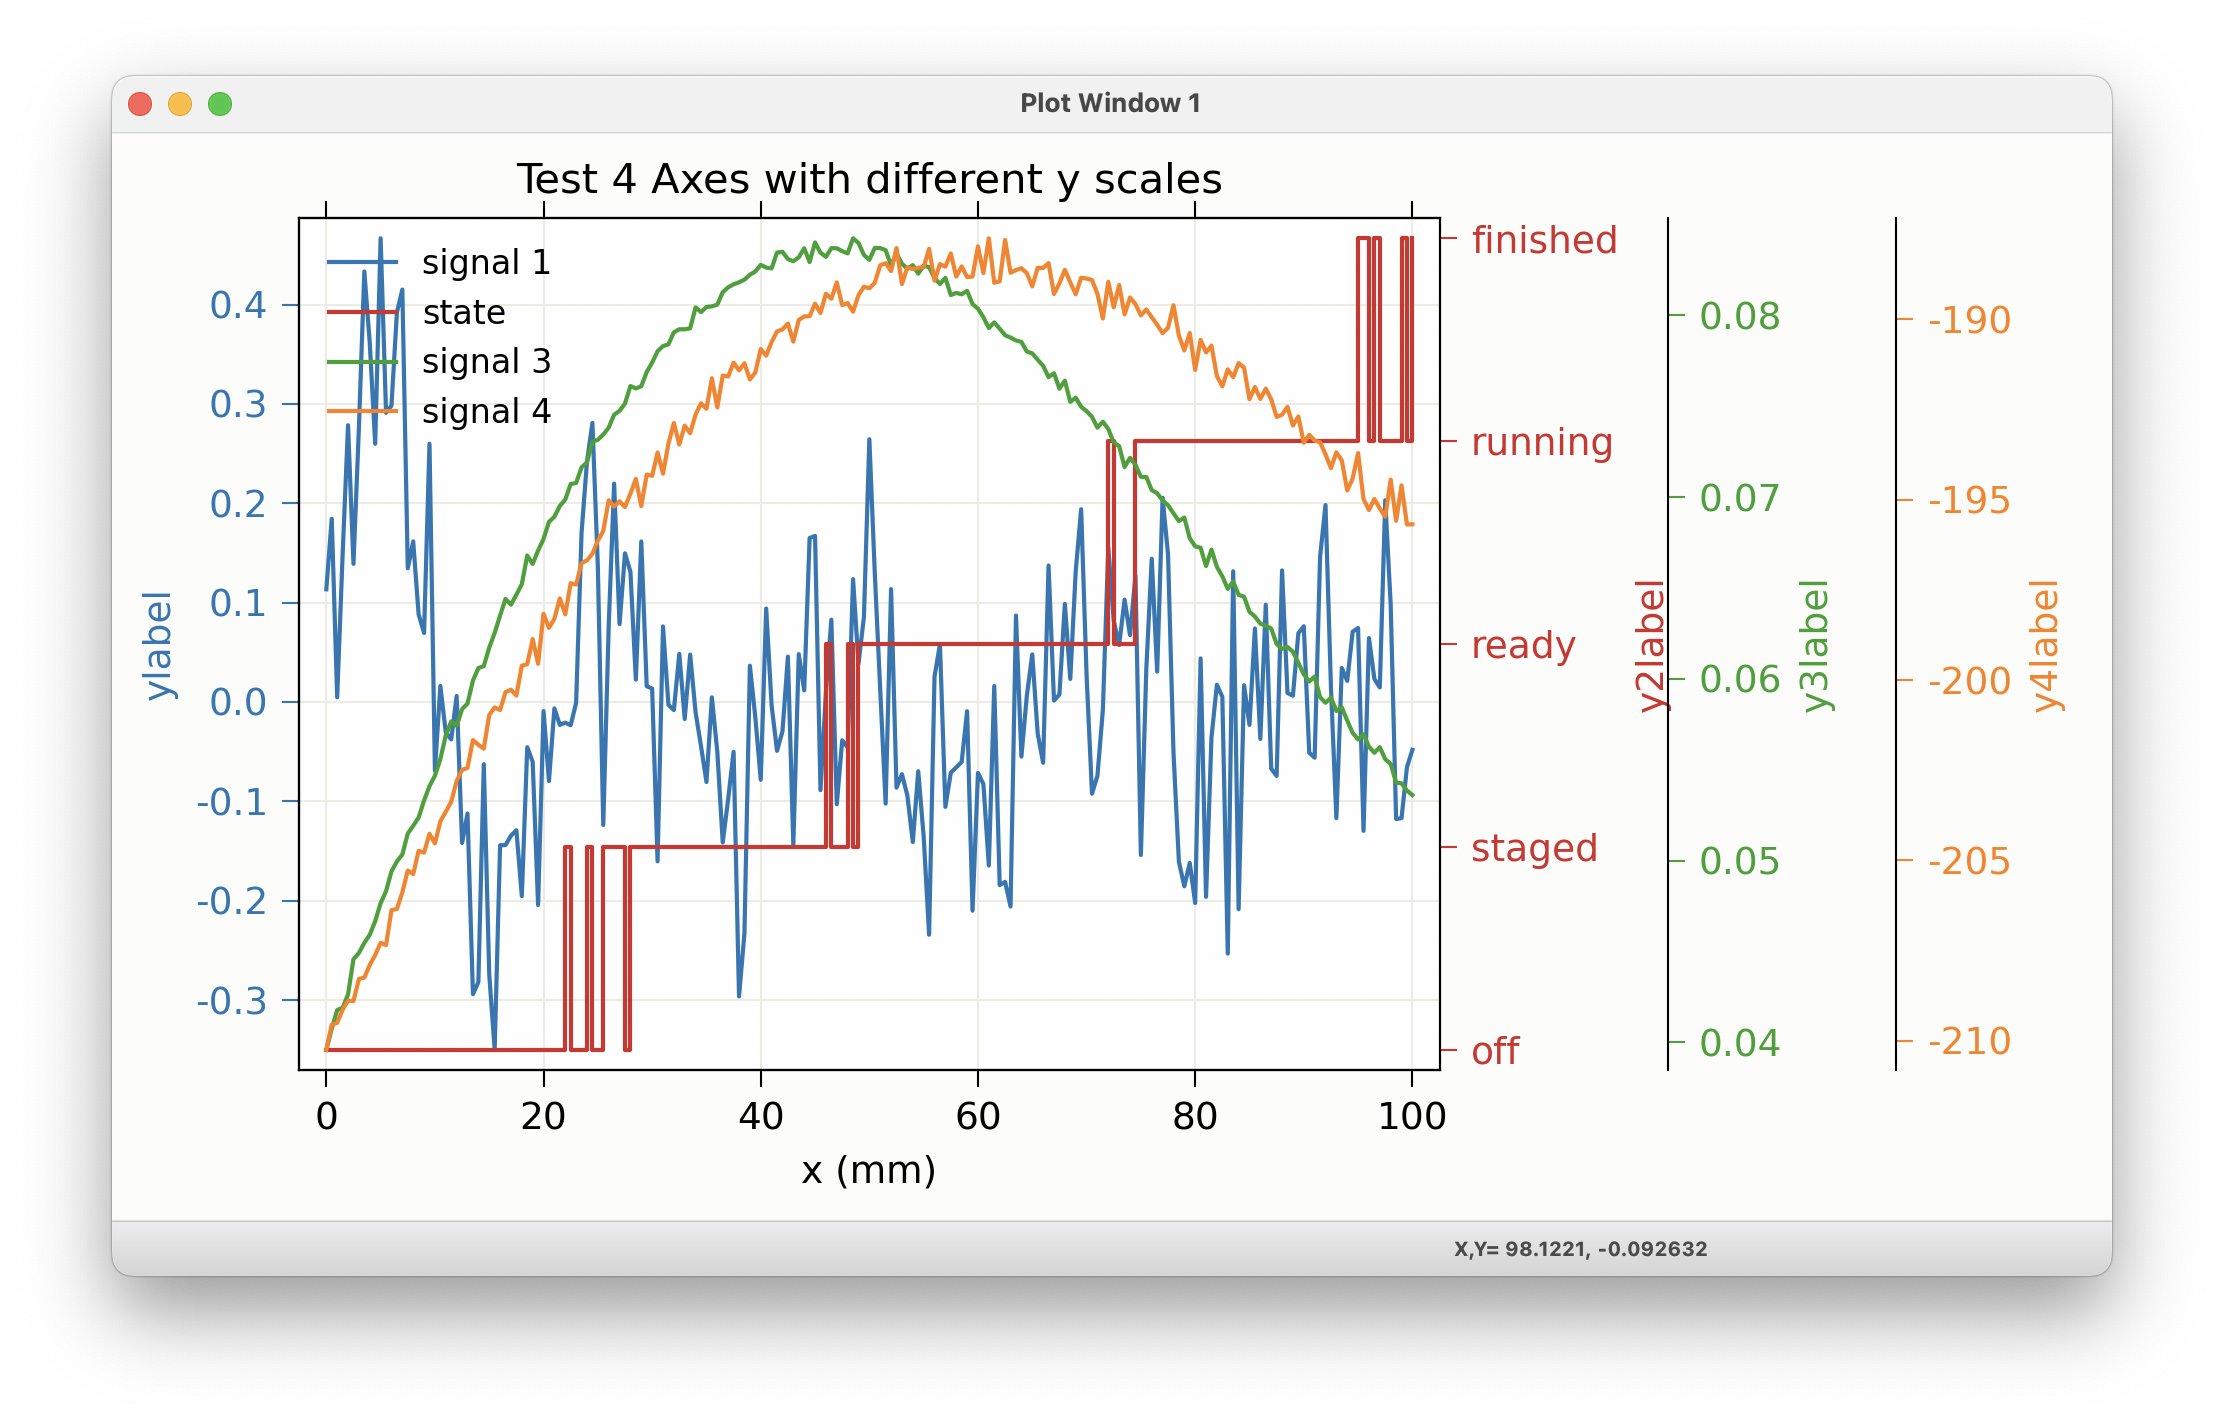 Plot Window 1
Test 4 Axes with different y scales
signal 1
state
signal 3
signal 4
ylabel
0.4
0.3
0.2
0.1
0.0
-0.1
-0.2
-0.3
0 20 40 60 80 100
x (mm)
finished
running
ready
staged
off
y2label
0.08
0.07
0.06
0.05
0.04
y3label
-190
-195
-200
-205
-210
y4label
X,Y= 98.1221, -0.092632